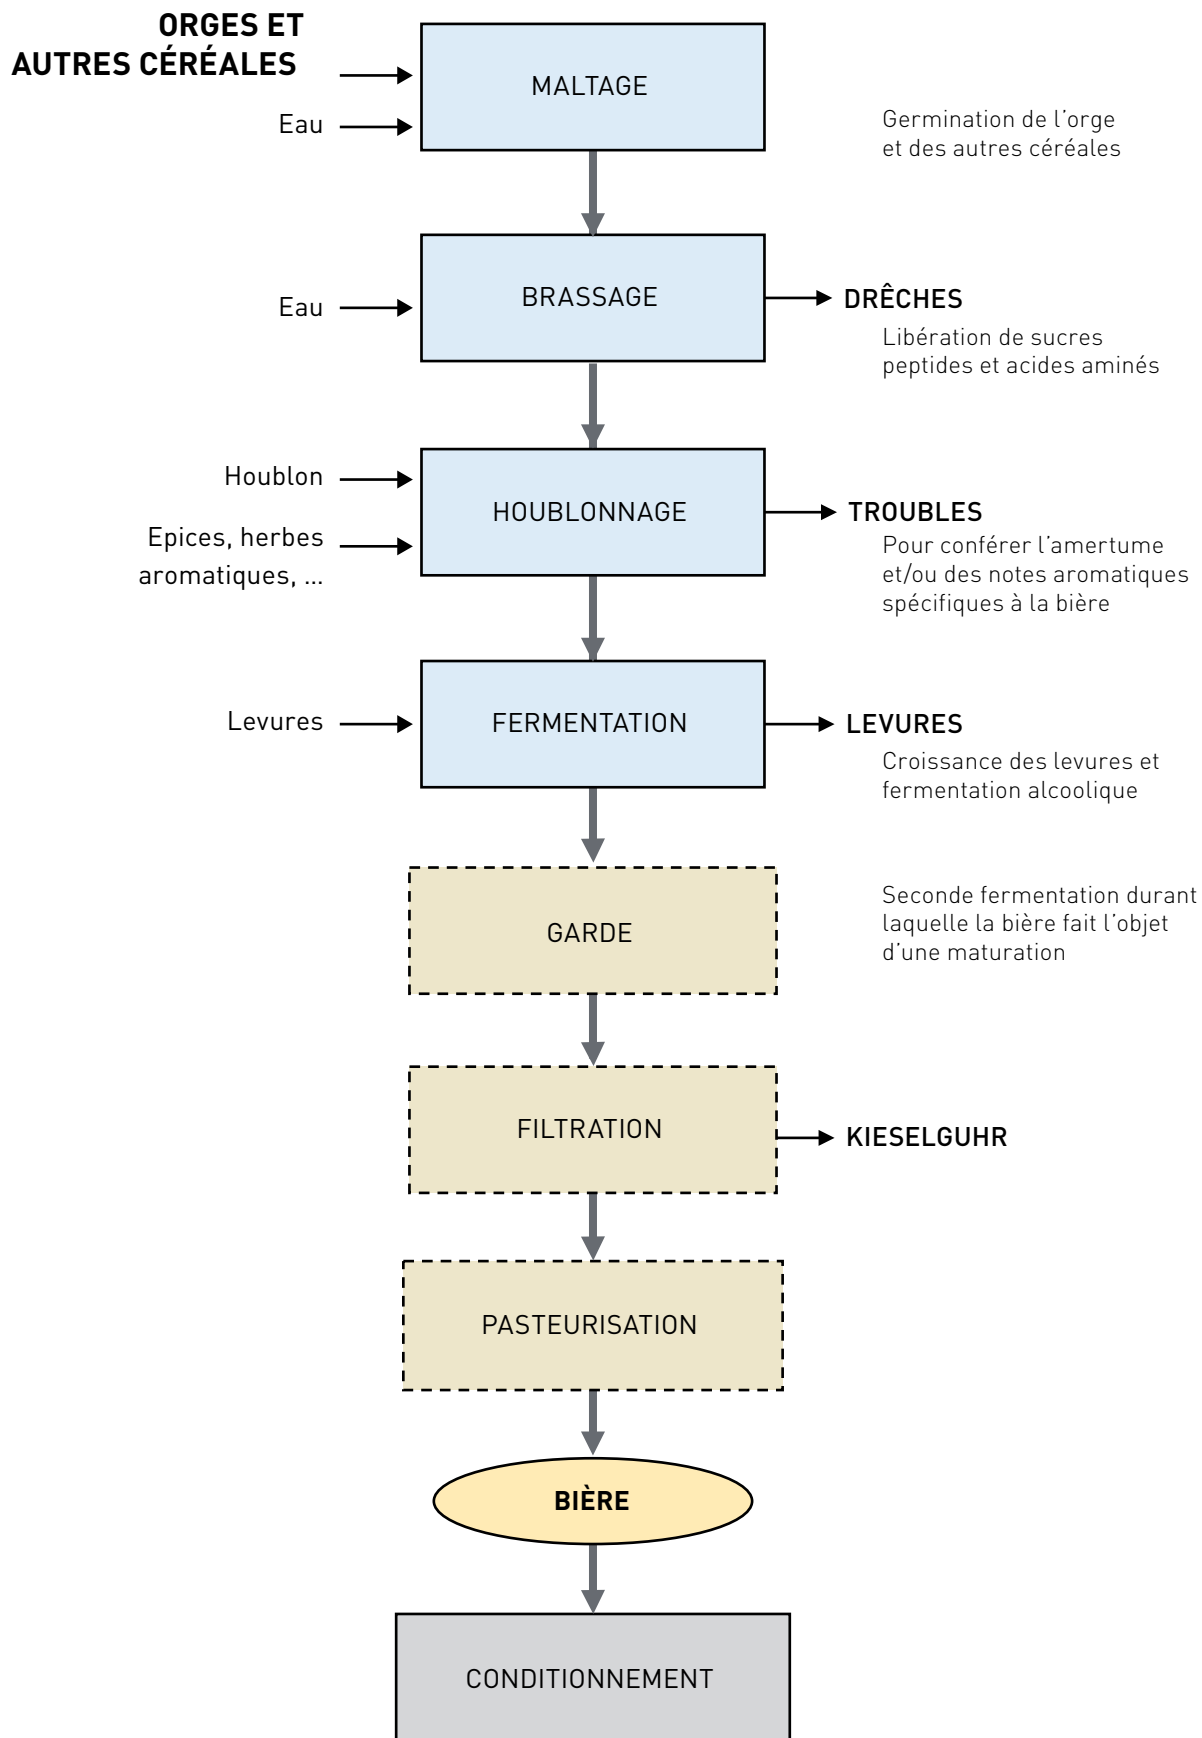 ORGES ET
AUTRES CÉRÉALES
MALTAGE
Eau
Germination de l’orge
et des autres céréales
BRASSAGE
Eau
DRÊCHES
Libération de sucres
peptides et acides aminés
Houblon
HOUBLONNAGE
TROUBLES
Epices, herbes
aromatiques, ...
Pour conférer l’amertume
et/ou des notes aromatiques
spécifiques à la bière
Levures
FERMENTATION
LEVURES
Croissance des levures et
fermentation alcoolique
GARDE
Seconde fermentation durant
laquelle la bière fait l’objet
d’une maturation
FILTRATION
KIESELGUHR
PASTEURISATION
BIÈRE
CONDITIONNEMENT